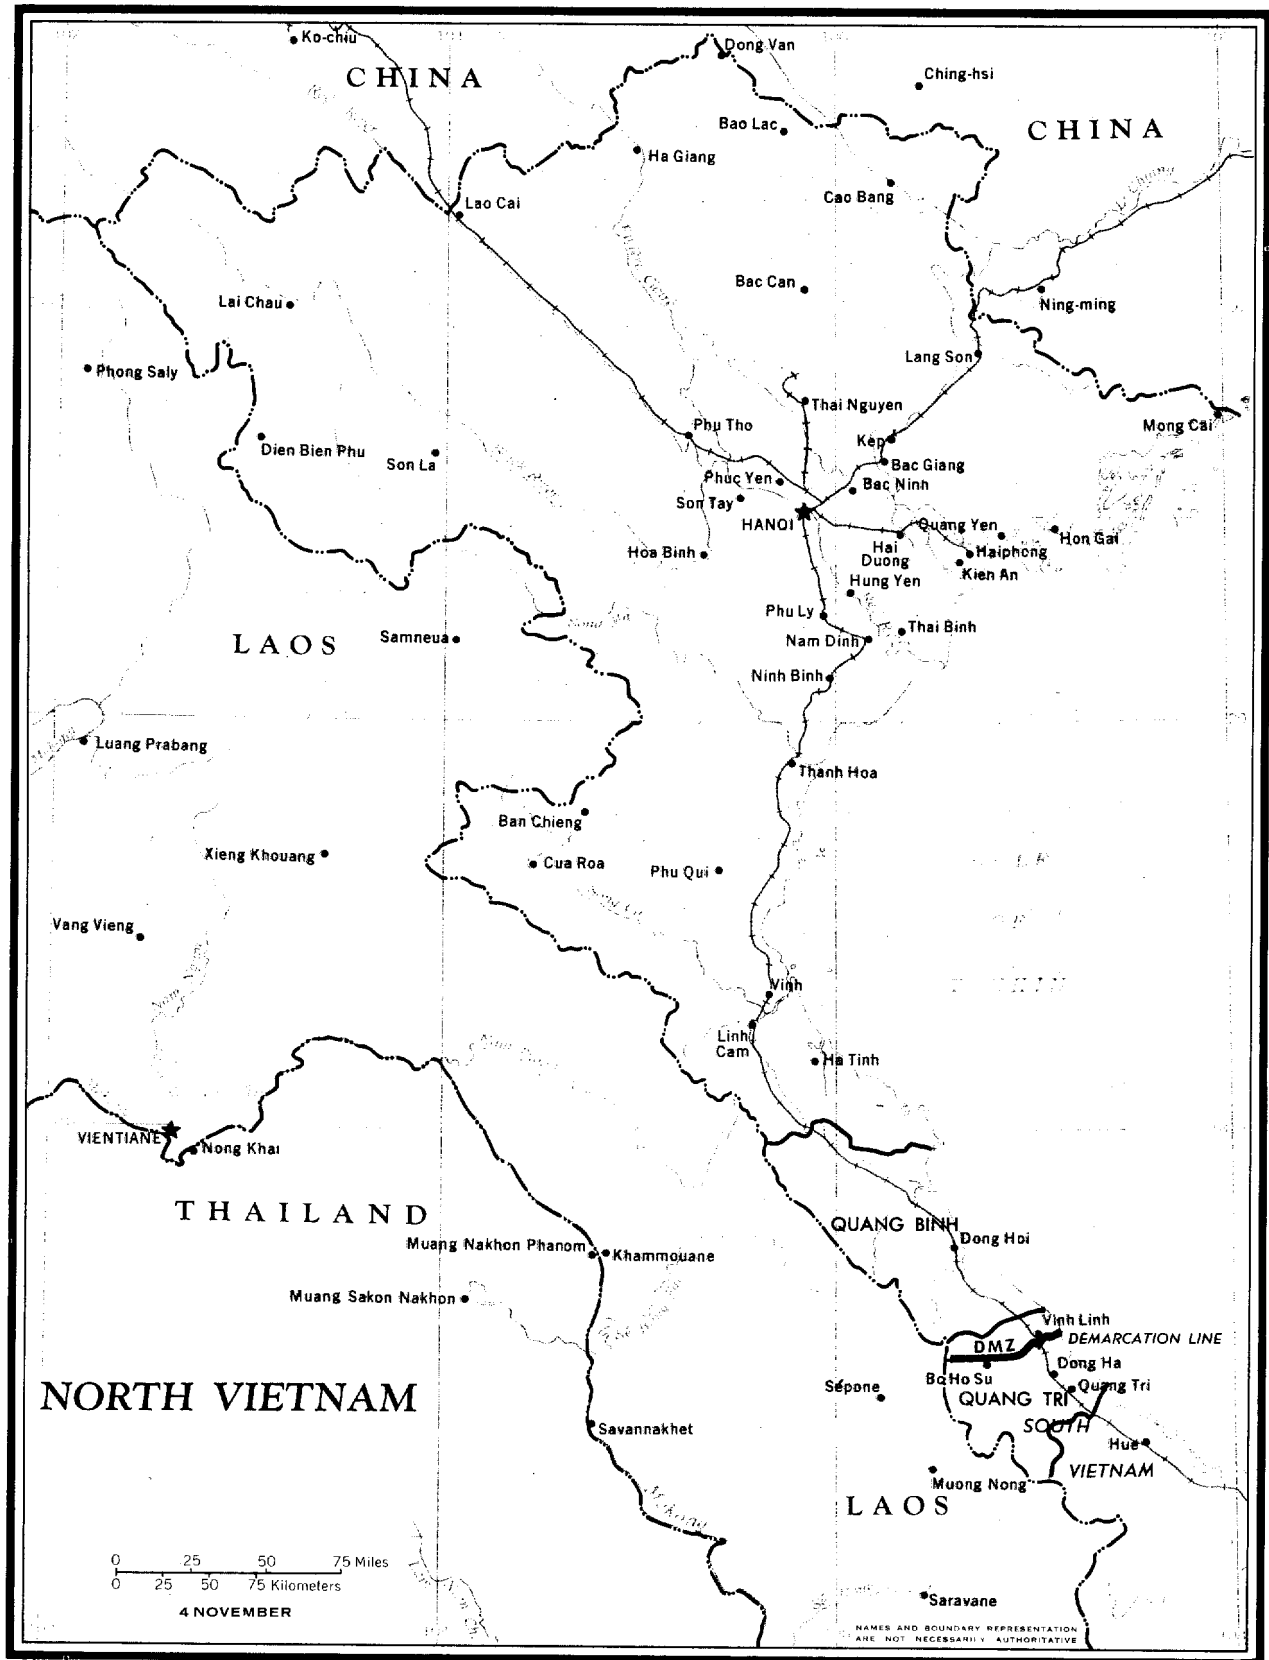 Ko-chiu
Dong Van
CHINA
Ching-hsi
Bao Lac
CHINA
Ha Giang
Cao Bang
Lao Cai
Bac Can
Lai Chau
Ning-ming
Lang Son
Phong Saly
Thai Nguyen
Mong Cai
Phu Tho
Kep
Dien Bien Phu
Son La
Bac Giang
Phuc Yen
Bac Ninh
Son Tay
HANOI
Quang Yen
Hon Gai
Hoa Binh
Hai
Duong
Haiphong
Kien An
Hung Yen
Phu Ly
Thai Binh
LAOS
Samneua
Nam Dinh
Ninh Binh
Luang Prabang
Thanh Hoa
Ban Chieng
Xieng Khouang
Cua Roa
Phu Qui
Vang Vieng
Vinh
Linh
Cam
Ha Tinh
VIENTIANE
Nong Khai
THAILAND
QUANG BINH
Dong Hoi
Muang Nakhon Phanom
Khammouane
Muang Sakon Nakhon
Vinh Linh
DEMARCATION LINE
DMZ
Dong Ha
Bo Ho Su
Quang Tri
NORTH VIETNAM
Sepone
QUANG TRI
SOUTH
Savannakhet
Hue
VIETNAM
Muong Nong
LAOS
Mekong
0 25 50 75 Miles
0 25 50 75 Kilometers
4 NOVEMBER
Saravane
NAMES AND BOUNDARY REPRESENTATION
ARE NOT NECESSARILY AUTHORITATIVE